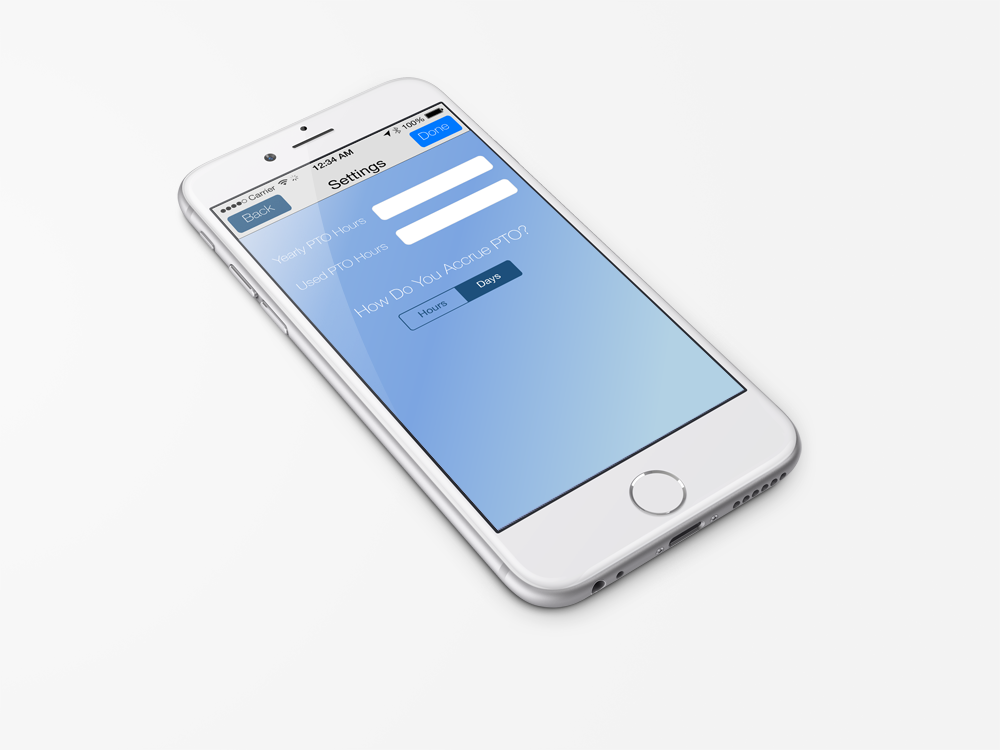 Carrier 12:34 AM 100%
Back Settings Done
Yearly PTO Hours
Used PTO Hours
How Do You Accrue PTO?
Hours Days